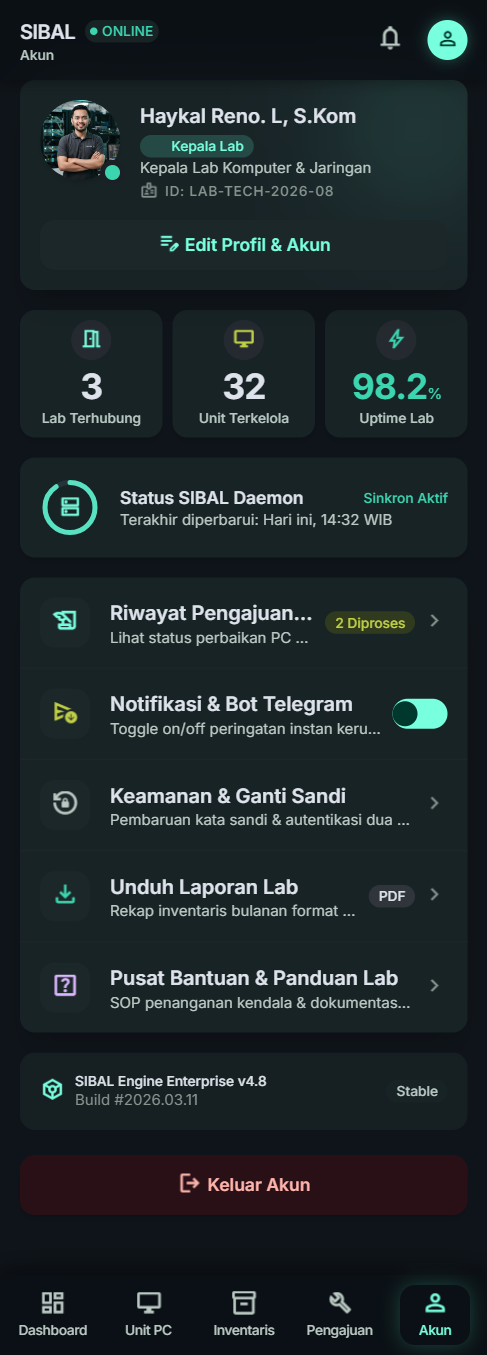 SIBAL
ONLINE
Akun
Haykal Reno. L, S.Kom
Kepala Lab
Kepala Lab Komputer & Jaringan
ID: LAB-TECH-2026-08
Edit Profil & Akun
3
Lab Terhubung
32
Unit Terkelola
98.2%
Uptime Lab
Status SIBAL Daemon
Sinkron Aktif
Terakhir diperbarui: Hari ini, 14:32 WIB
Riwayat Pengajuan...
2 Diproses
Lihat status perbaikan PC ...
Notifikasi & Bot Telegram
Toggle on/off peringatan instan keru...
Keamanan & Ganti Sandi
Pembaruan kata sandi & autentikasi dua ...
Unduh Laporan Lab
PDF
Rekap inventaris bulanan format ...
Pusat Bantuan & Panduan Lab
SOP penanganan kendala & dokumentas...
SIBAL Engine Enterprise v4.8
Build #2026.03.11
Stable
Keluar Akun
Dashboard
Unit PC
Inventaris
Pengajuan
Akun